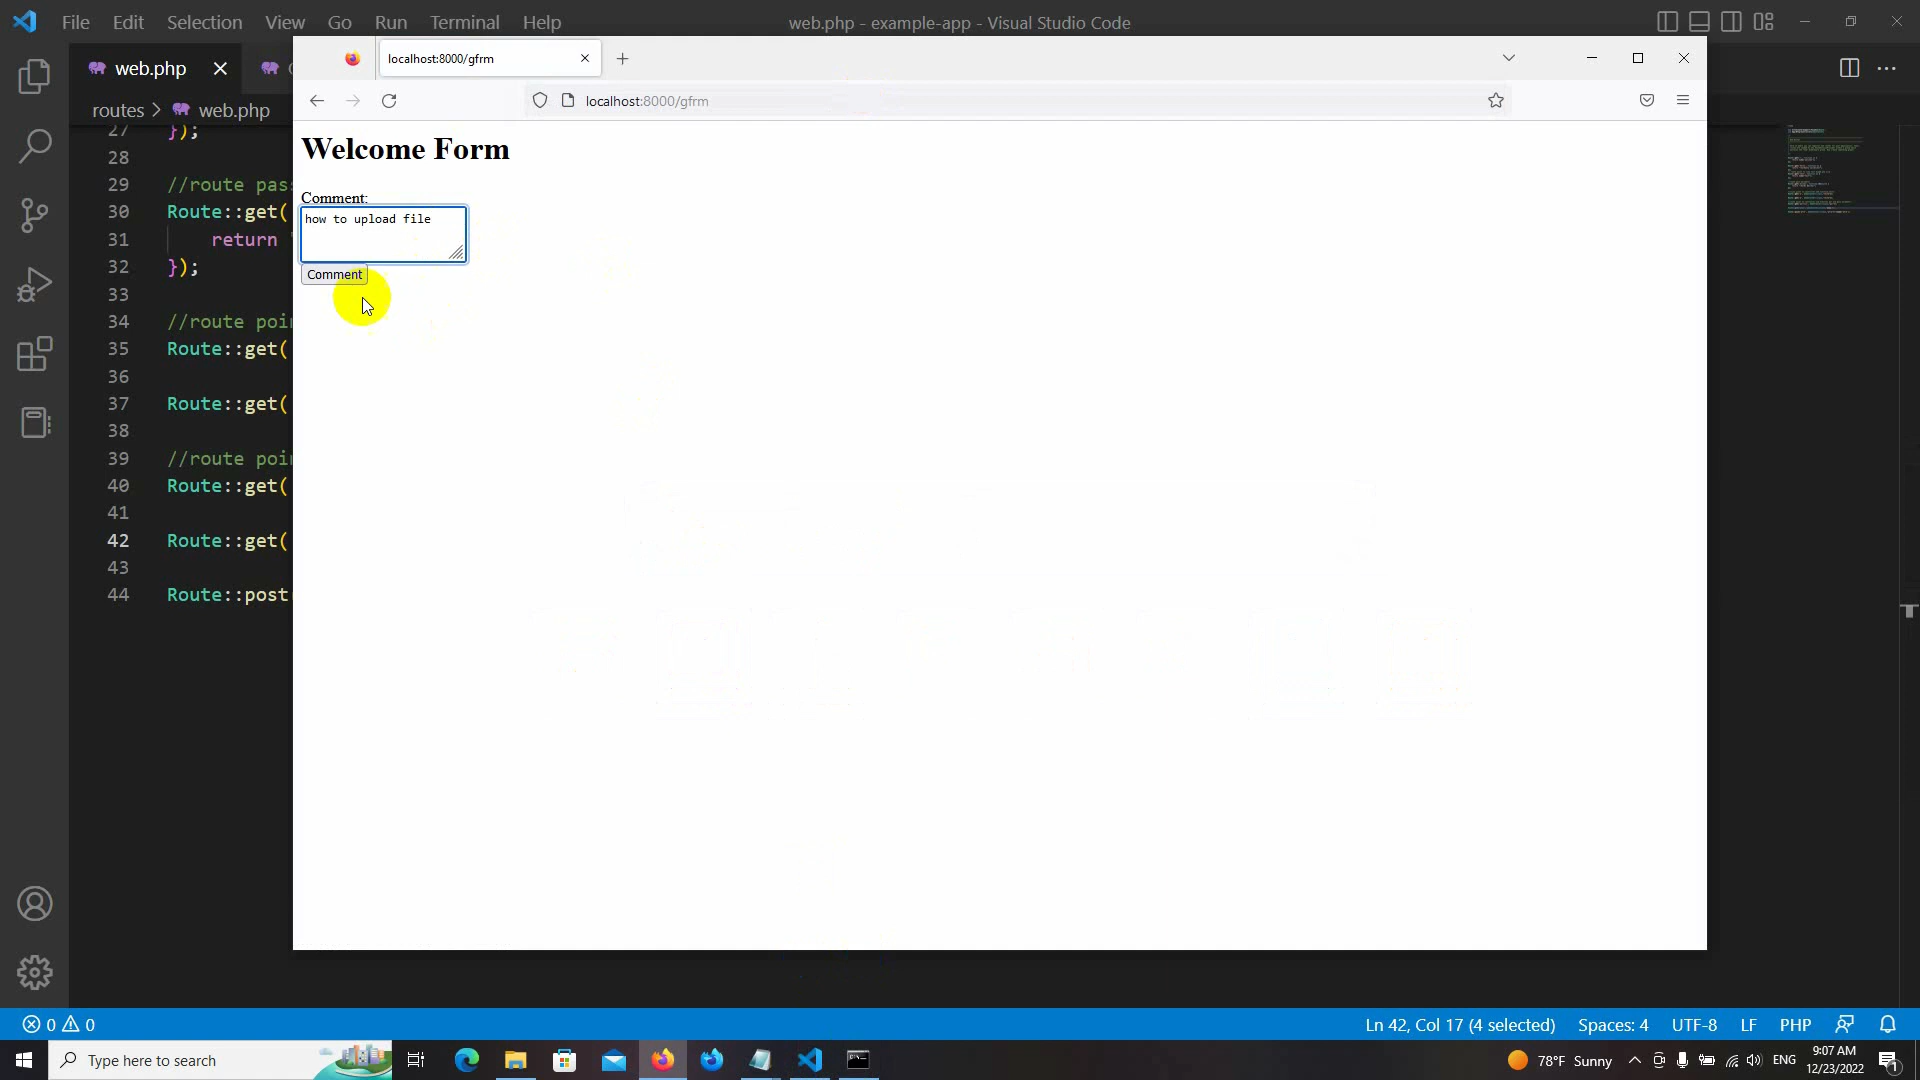 File Edit Selection View Go Run Terminal Help
web.php - example-app - Visual Studio Code
web.php
localhost:8000/gfrm
routes > web.php
localhost:8000/gfrm
Welcome Form
Comment:
how to upload file
Comment
27 });
28
29 //route pas
30 Route::get(
31 return '
32 });
33
34 //route poi
35 Route::get(
36
37 Route::get(
38
39 //route poi
40 Route::get(
41
42 Route::get(
43
44 Route::post
0 0
Ln 42, Col 17 (4 selected) Spaces: 4 UTF-8 LF PHP
Type here to search
78°F Sunny
ENG
9:07 AM
12/23/2022
1